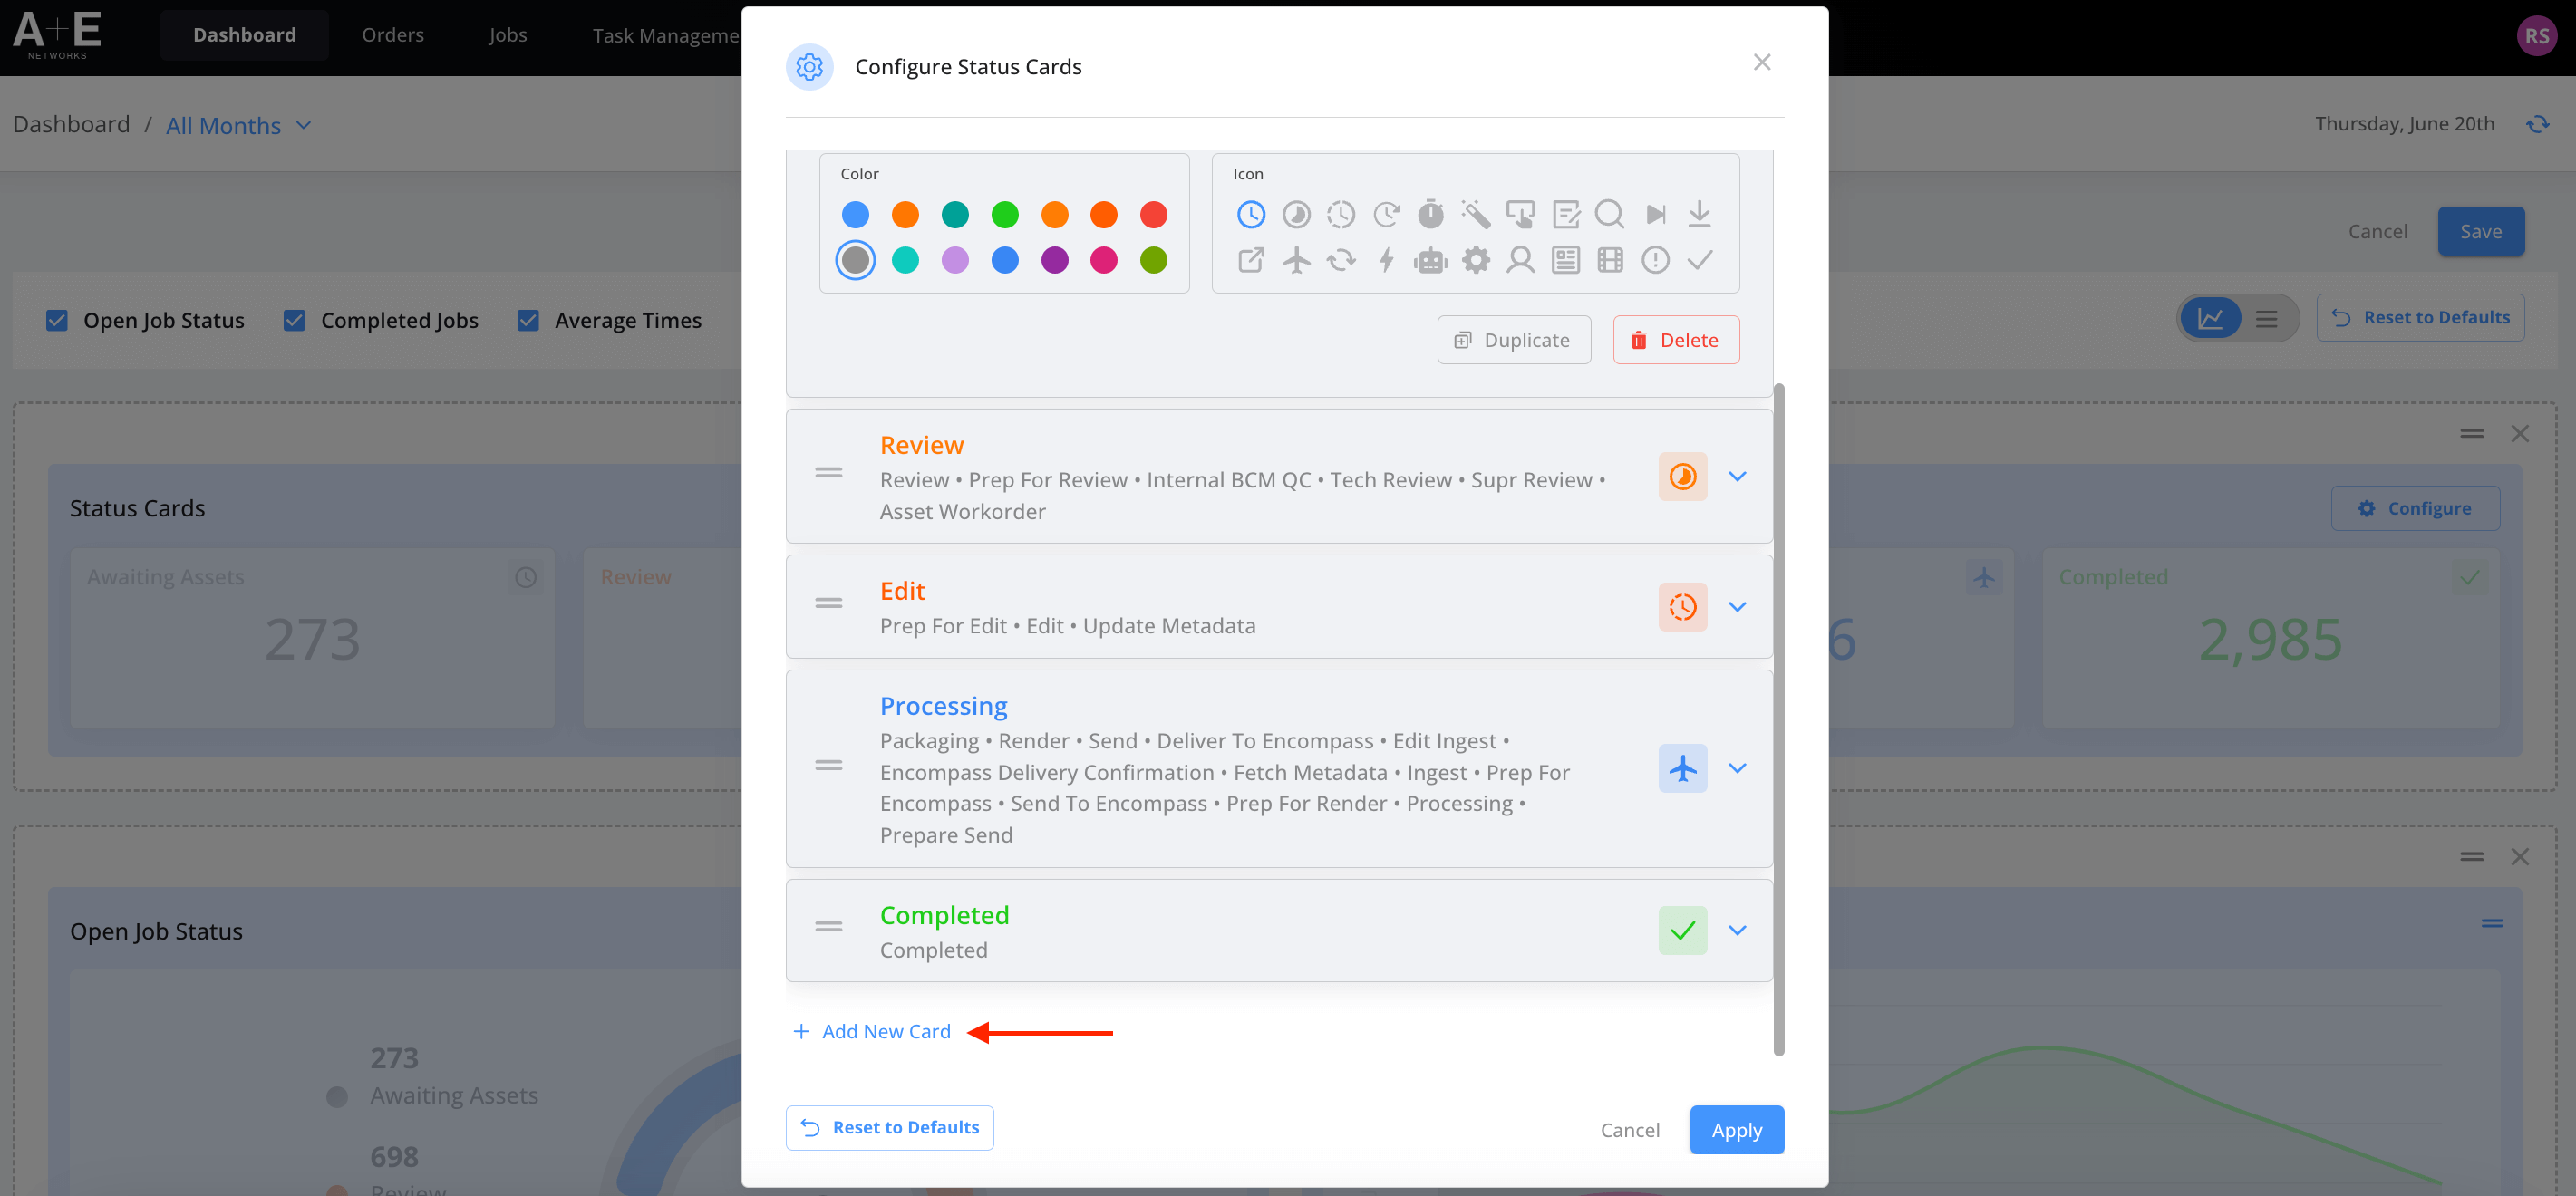 A+E
NETWORKS
Dashboard
Orders
Jobs
Task Manageme
RS
Dashboard / All Months
Thursday, June 20th
Cancel
Save
Open Job Status
Completed Jobs
Average Times
Reset to Defaults
Status Cards
Configure
Awaiting Assets
273
Review
6
Completed
2,985
Open Job Status
273
Awaiting Assets
698
Review
Configure Status Cards
Color
Icon
Duplicate
Delete
Review
Review • Prep For Review • Internal BCM QC • Tech Review • Supr Review •
Asset Workorder
Edit
Prep For Edit • Edit • Update Metadata
Processing
Packaging • Render • Send • Deliver To Encompass • Edit Ingest •
Encompass Delivery Confirmation • Fetch Metadata • Ingest • Prep For
Encompass • Send To Encompass • Prep For Render • Processing •
Prepare Send
Completed
Completed
+ Add New Card
Reset to Defaults
Cancel
Apply